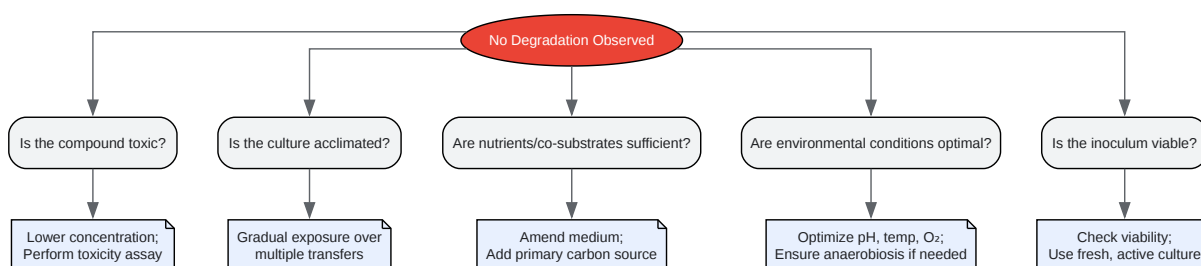 No Degradation Observed
Is the compound toxic?
Is the culture acclimated?
Are nutrients/co-substrates sufficient?
Are environmental conditions optimal?
Is the inoculum viable?
Lower concentration;
Perform toxicity assay
Gradual exposure over
multiple transfers
Amend medium;
Add primary carbon source
Optimize pH, temp, O₂;
Ensure anaerobiosis if needed
Check viability;
Use fresh, active culture